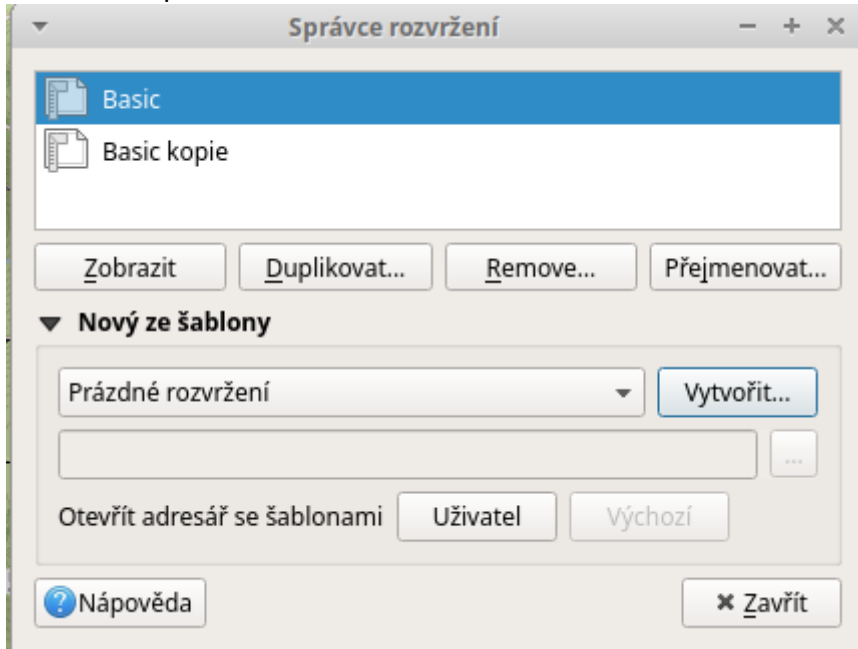 Správce rozvržení
Basic
Basic kopie
Zobrazit Duplikovat... Remove... Přejmenovat...
Nový ze šablony
Prázdné rozvržení Vytvořit...
...
Otevřít adresář se šablonami Uživatel Výchozí
Nápověda Zavřít